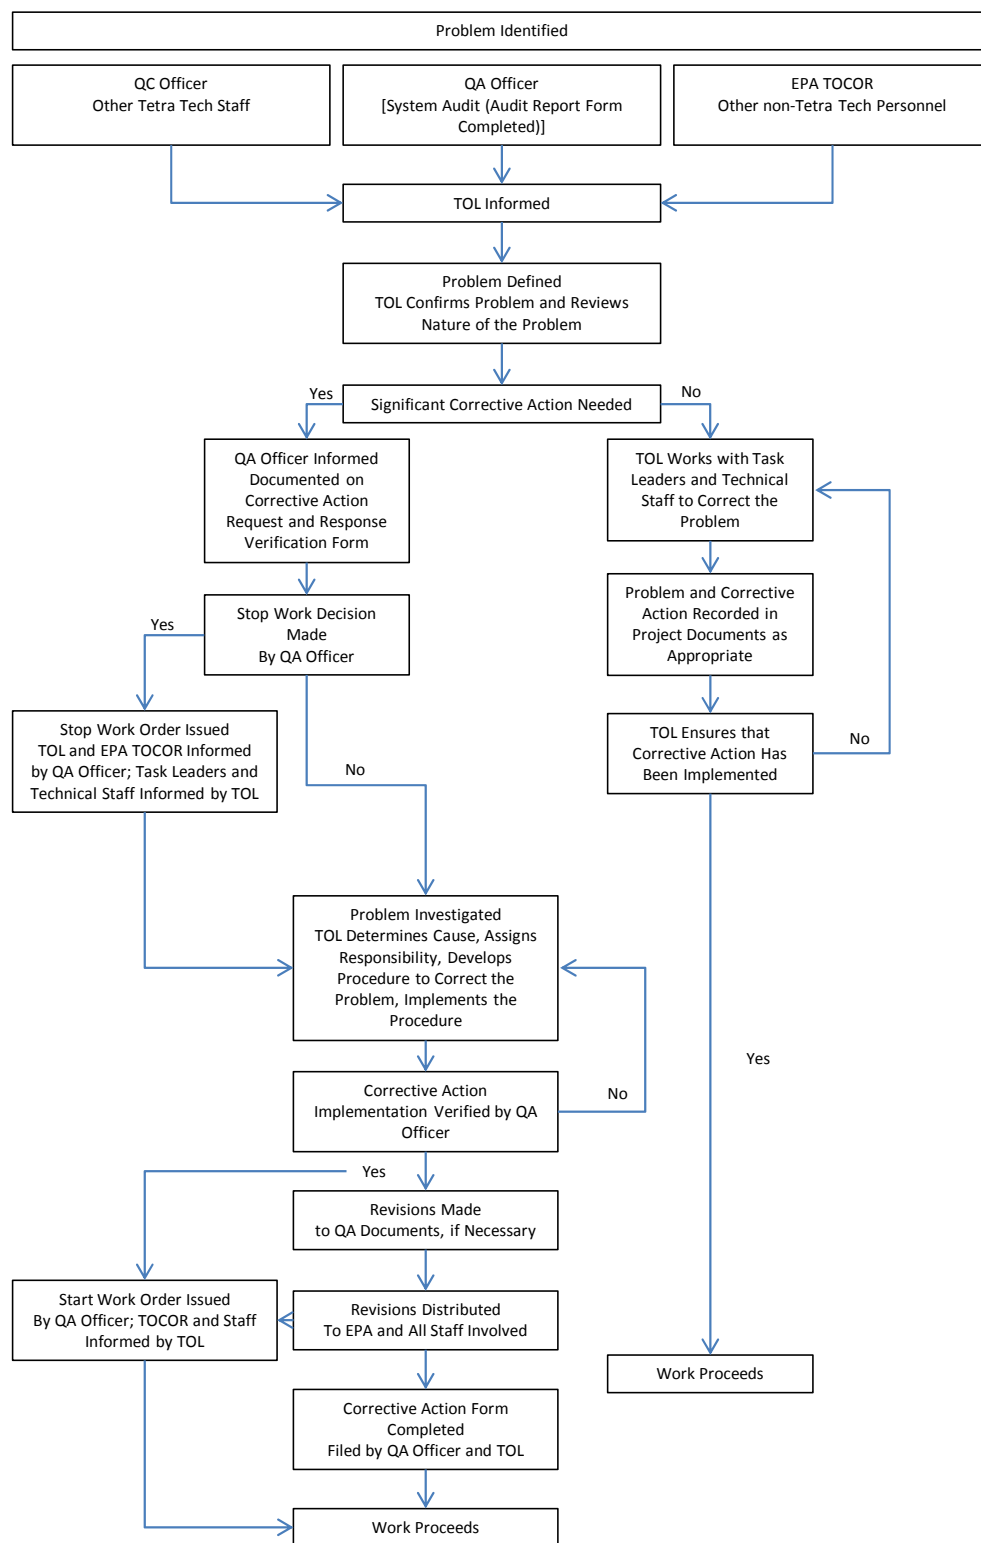 Problem Identified
QC Officer
Other Tetra Tech Staff
QA Officer
[System Audit (Audit Report Form
Completed)]
EPA TOCOR
Other non-Tetra Tech Personnel
TOL Informed
Problem Defined
TOL Confirms Problem and Reviews
Nature of the Problem
Yes
Significant Corrective Action Needed
No
QA Officer Informed
Documented on
Corrective Action
Request and Response
Verification Form
TOL Works with Task
Leaders and Technical
Staff to Correct the
Problem
Stop Work Decision
Made
By QA Officer
Yes
Problem and Corrective
Action Recorded in
Project Documents as
Appropriate
Stop Work Order Issued
TOL and EPA TOCOR Informed
by QA Officer; Task Leaders and
Technical Staff Informed by TOL
No
TOL Ensures that
Corrective Action Has
Been Implemented
No
Problem Investigated
TOL Determines Cause, Assigns
Responsibility, Develops
Procedure to Correct the
Problem, Implements the
Procedure
Yes
Corrective Action
Implementation Verified by QA
Officer
No
Yes
Revisions Made
to QA Documents, if Necessary
Start Work Order Issued
By QA Officer; TOCOR and Staff
Informed by TOL
Revisions Distributed
To EPA and All Staff Involved
Work Proceeds
Corrective Action Form
Completed
Filed by QA Officer and TOL
Work Proceeds